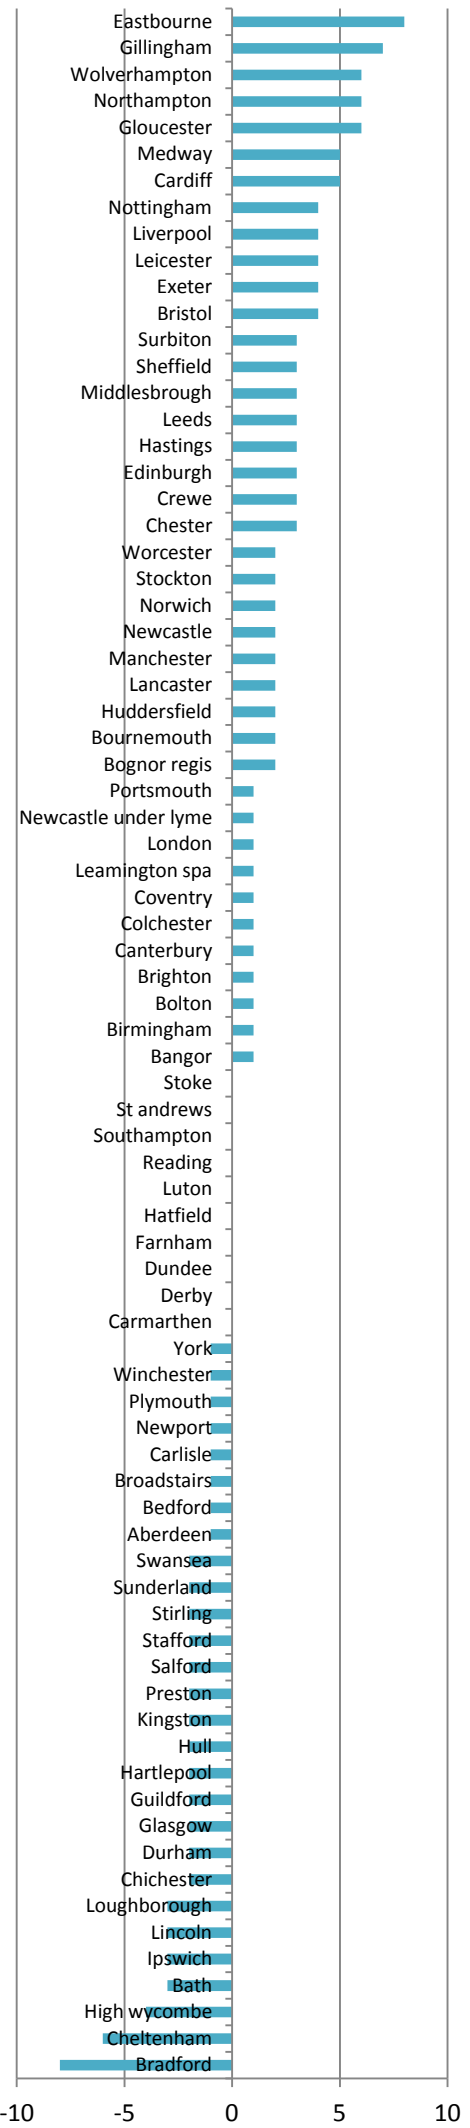 Eastbourne
Gillingham
Wolverhampton
Northampton
Gloucester
Medway
Cardiff
Nottingham
Liverpool
Leicester
Exeter
Bristol
Surbiton
Sheffield
Middlesbrough
Leeds
Hastings
Edinburgh
Crewe
Chester
Worcester
Stockton
Norwich
Newcastle
Manchester
Lancaster
Huddersfield
Bournemouth
Bognor regis
Portsmouth
Newcastle under lyme
London
Leamington spa
Coventry
Colchester
Canterbury
Brighton
Bolton
Birmingham
Bangor
Stoke
St andrews
Southampton
Reading
Luton
Hatfield
Farnham
Dundee
Derby
Carmarthen
York
Winchester
Plymouth
Newport
Carlisle
Broadstairs
Bedford
Aberdeen
Swansea
Sunderland
Stirling
Stafford
Salford
Preston
Kingston
Hull
Hartlepool
Guildford
Glasgow
Durham
Chichester
Loughborough
Lincoln
Ipswich
Bath
High wycombe
Cheltenham
Bradford
-10 -5 0 5 10